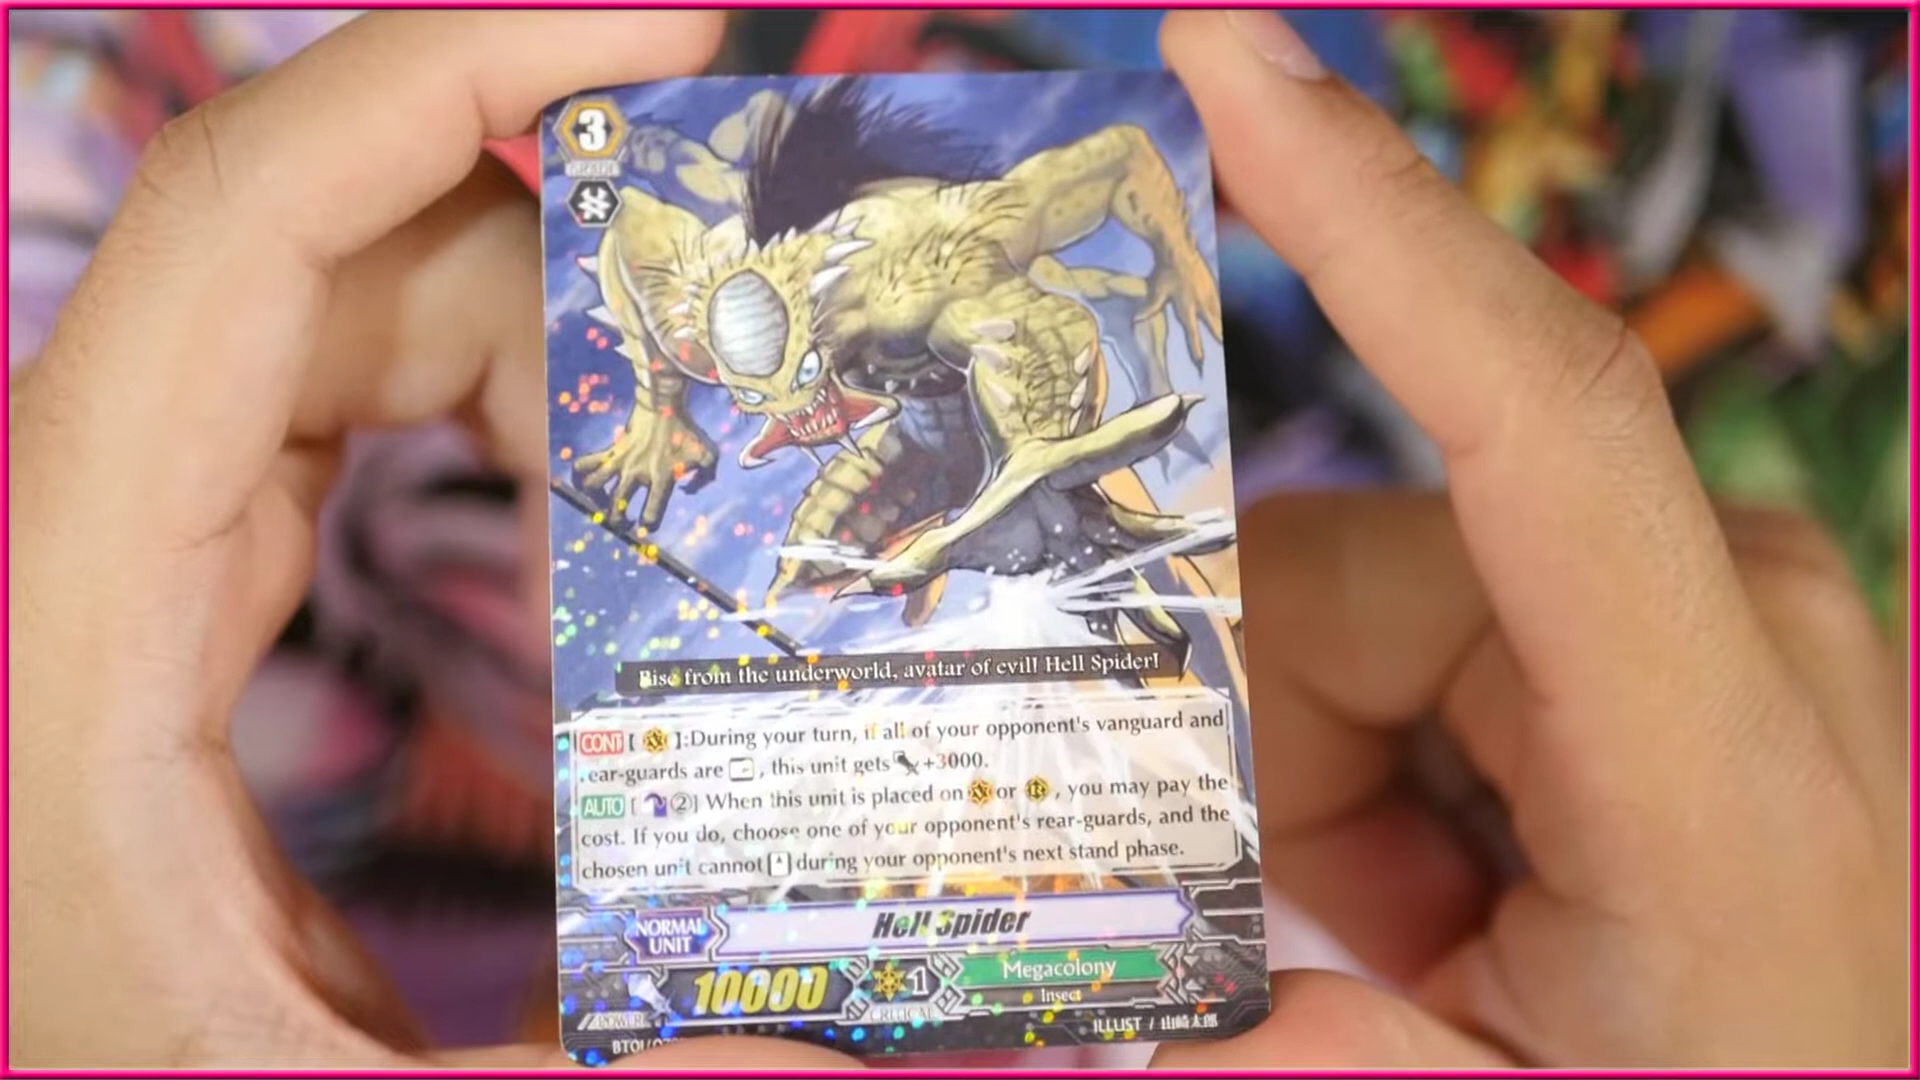 3
GRADE
Rise from the underworld, avatar of evil! Hell Spider!
CONT [ V ]:During your turn, if all of your opponent's vanguard and
rear-guards are , this unit gets +3000.
AUTO [ ②] When this unit is placed on V or R , you may pay the
cost. If you do, choose one of your opponent's rear-guards, and the
chosen unit cannot during your opponent's next stand phase.
NORMAL
UNIT
Hell Spider
10000
1
Megacolony
Insect
POWER
CRITICAL
ILLUST / 山崎太郎